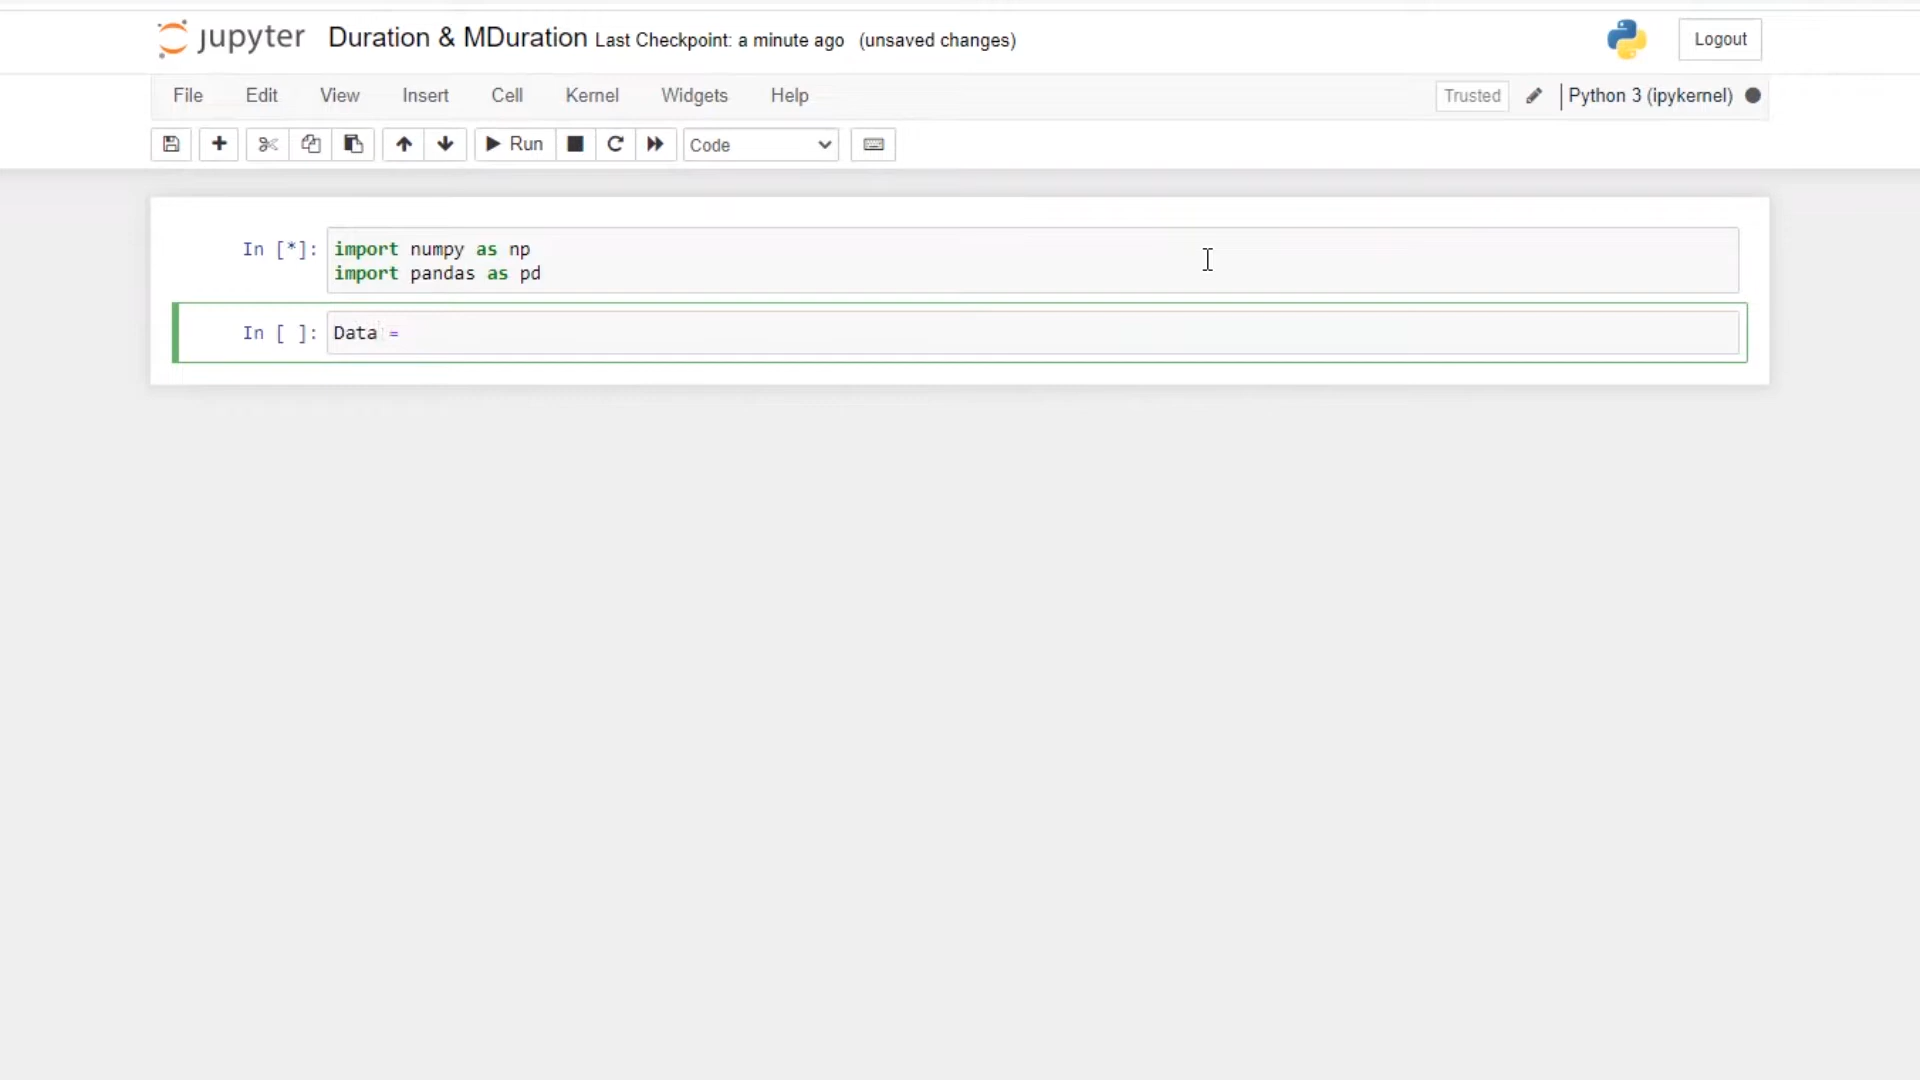 jupyter Duration & MDuration Last Checkpoint: a minute ago (unsaved changes) Logout
File Edit View Insert Cell Kernel Widgets Help Trusted Python 3 (ipykernel)
Run Code
In [*]: import numpy as np
import pandas as pd
In [ ]: Data =